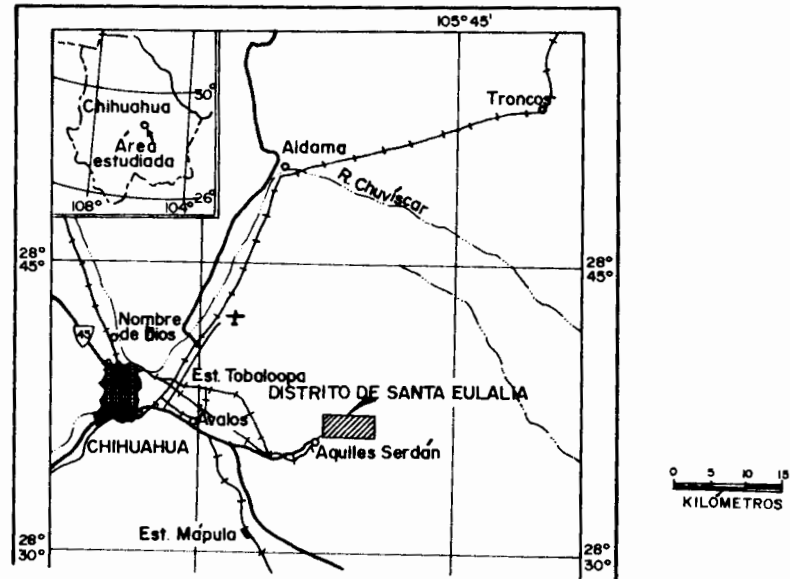 105° 45'
30°
Chihuahua
Área
estudiada
26°
108°
104°
Troncos
Aldama
R. Chuvíscar
28°
45'
28°
45'
Nombre
de Dios
45
Est. Tobaloopa
DISTRITO DE SANTA EULALIA
Avalos
CHIHUAHUA
Aquiles Serdán
Est. Mápula
28°
30'
28°
30'
0 5 10 15
KILÓMETROS